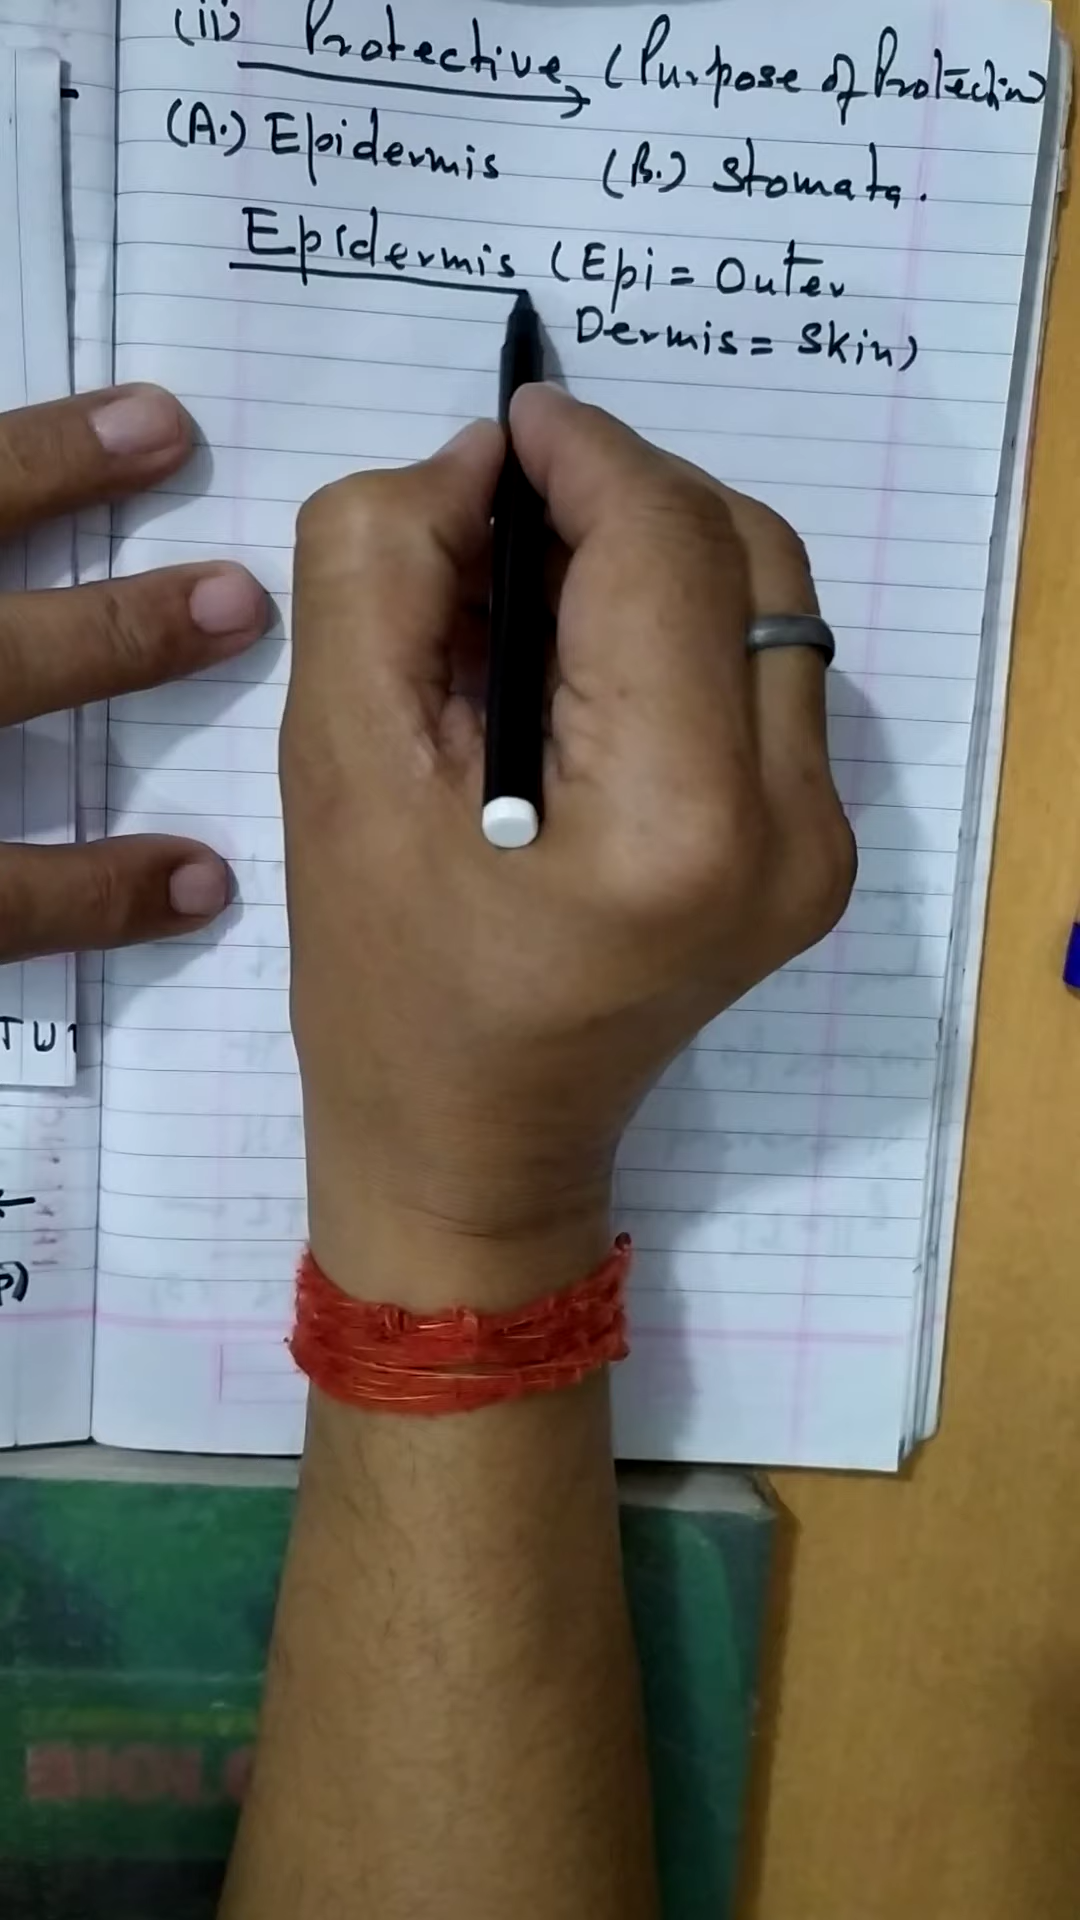 (ii) Protective (Purpose of Protection)
(A.) Epidermis (B.) Stomata.
Epidermis (Epi = Outer
Dermis = Skin)